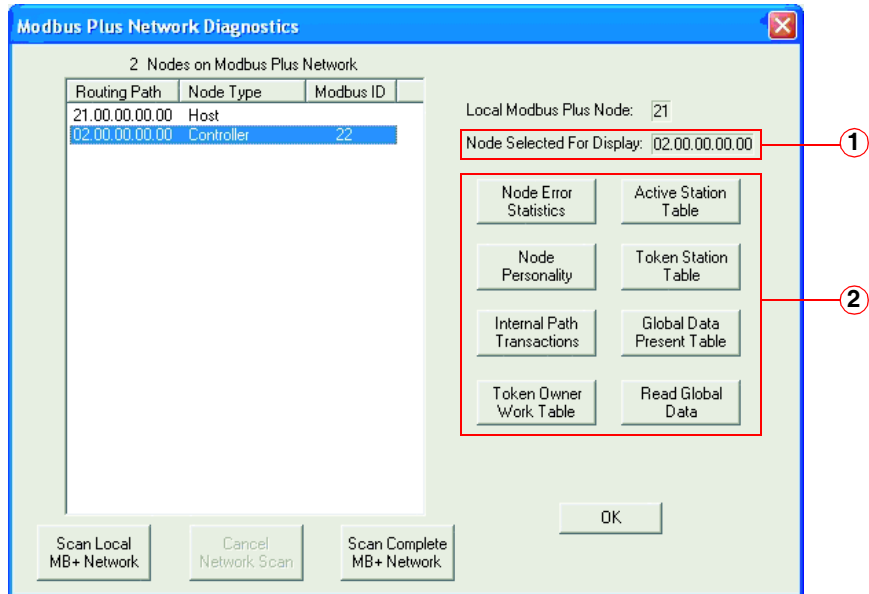 Modbus Plus Network Diagnostics
2 Nodes on Modbus Plus Network
Routing Path Node Type Modbus ID
21.00.00.00.00 Host
02.00.00.00.00 Controller 22
Local Modbus Plus Node: 21
Node Selected For Display: 02.00.00.00.00
1
Node Error
Statistics
Active Station
Table
Node
Personality
Token Station
Table
2
Internal Path
Transactions
Global Data
Present Table
Token Owner
Work Table
Read Global
Data
OK
Scan Local
MB+ Network
Cancel
Network Scan
Scan Complete
MB+ Network